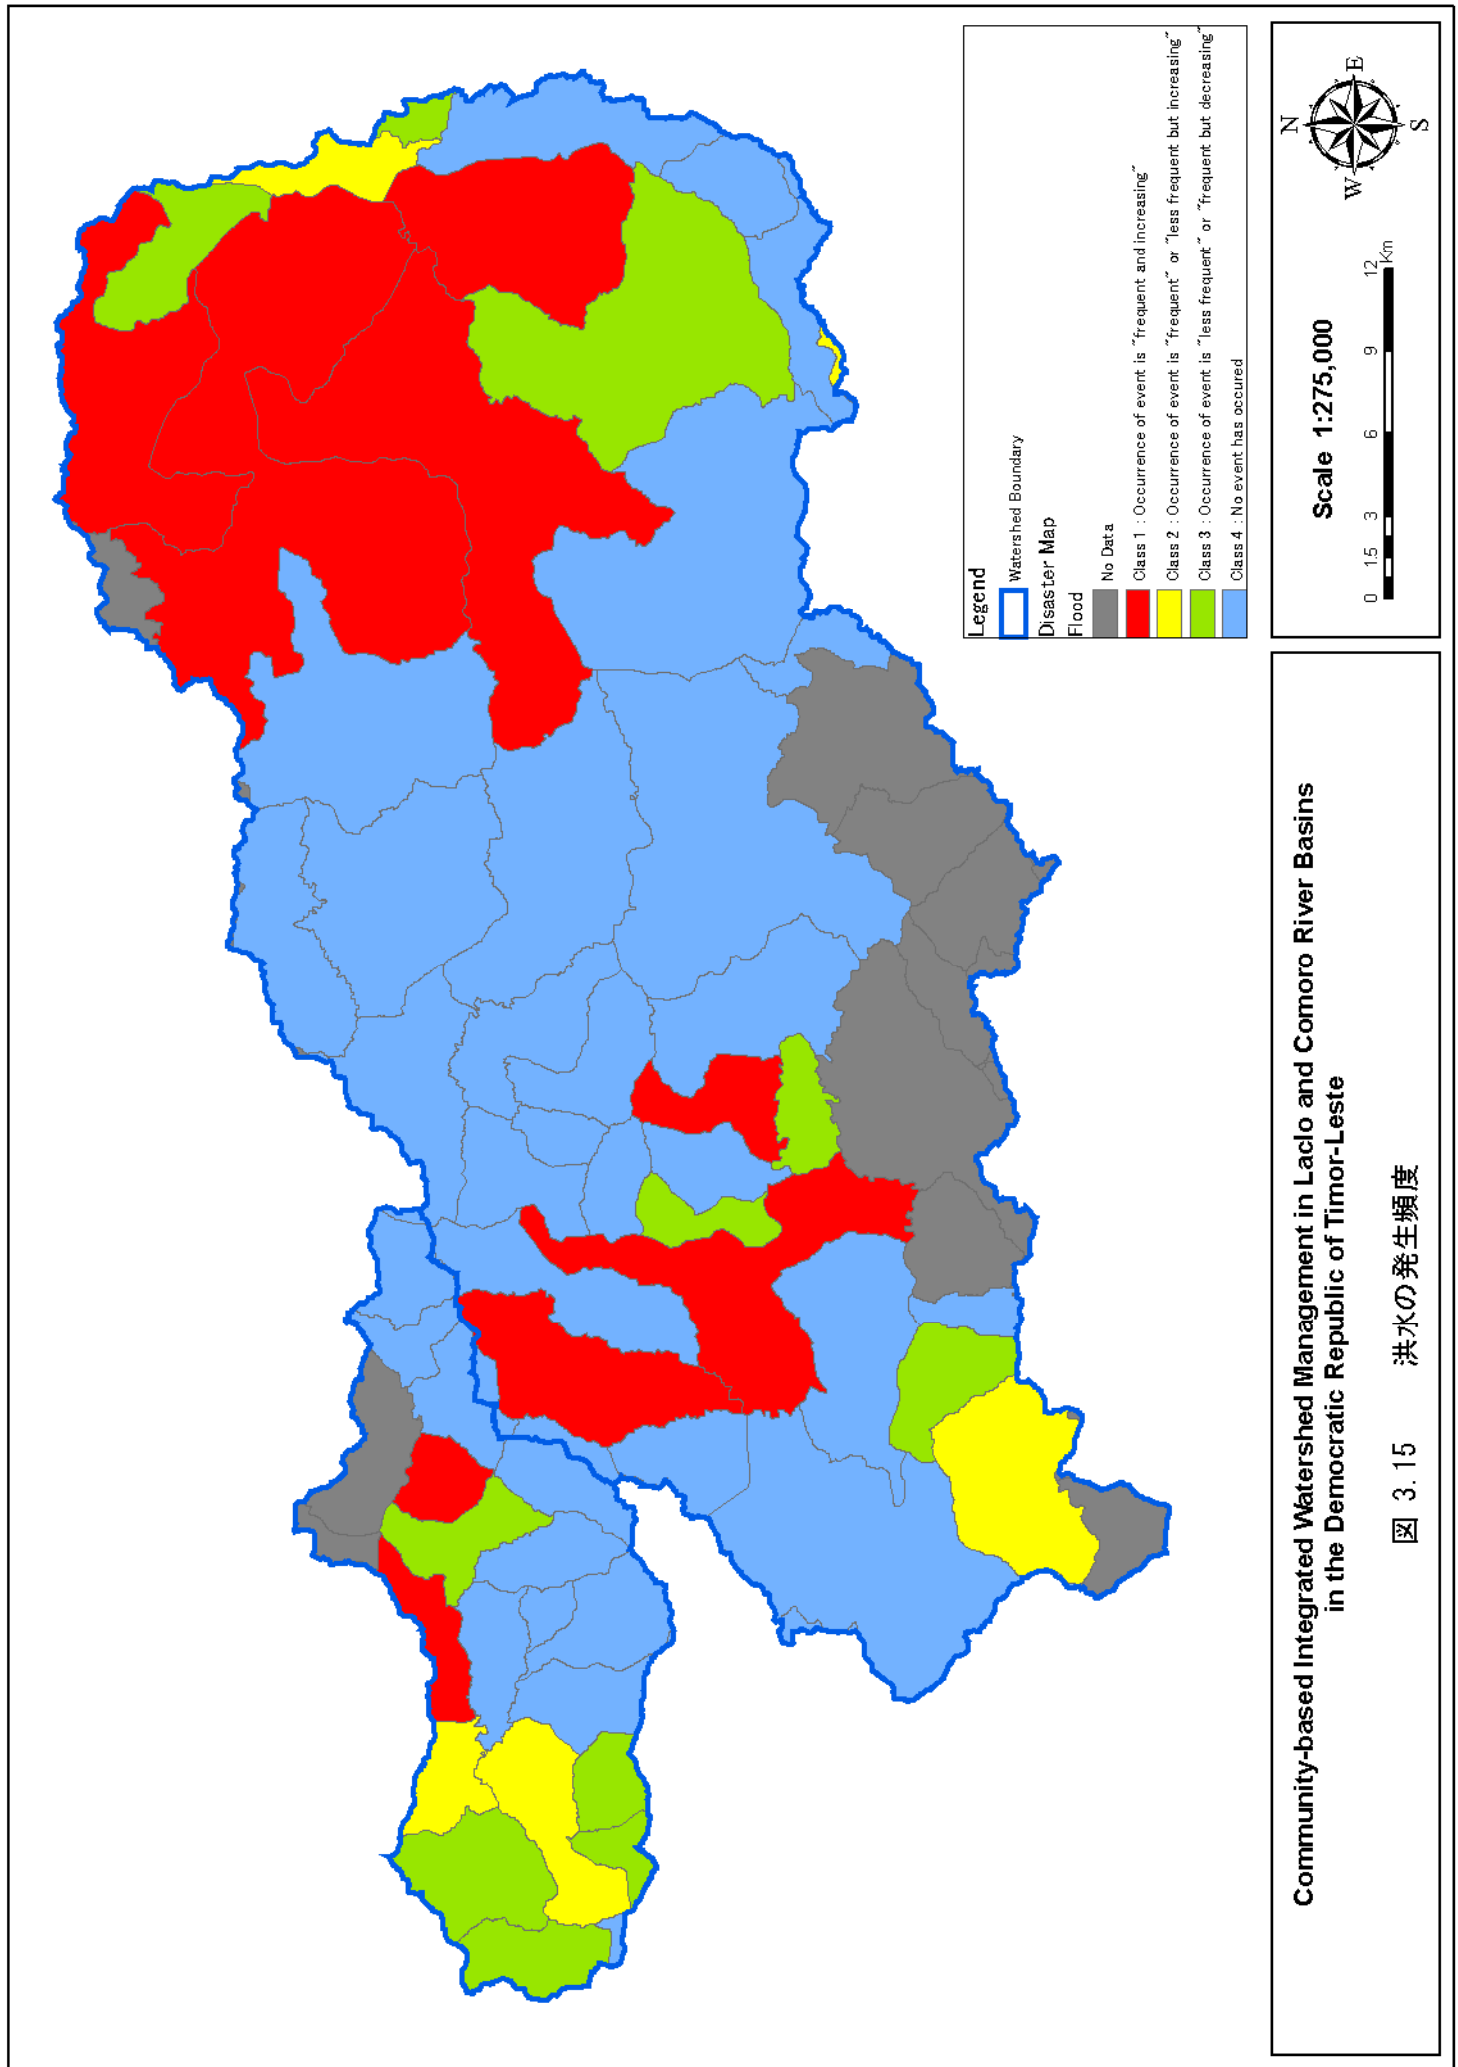 Legend
Watershed Boundary
Disaster Map
Flood
No Data
Class 1 : Occurrence of event is ˝frequent and increasing˝
Class 2 : Occurrence of event is ˝frequent˝ or ˝less frequent but increasing˝
Class 3 : Occurrence of event is ˝less frequent˝ or ˝frequent but decreasing˝
Class 4 : No event has occured
N
E
S
W
Scale 1:275,000
0 1.5 3 6 9 12
Km
Community-based Integrated Watershed Management in Laclo and Comoro River Basins
in the Democratic Republic of Timor-Leste
図 3.15 洪水の発生頻度